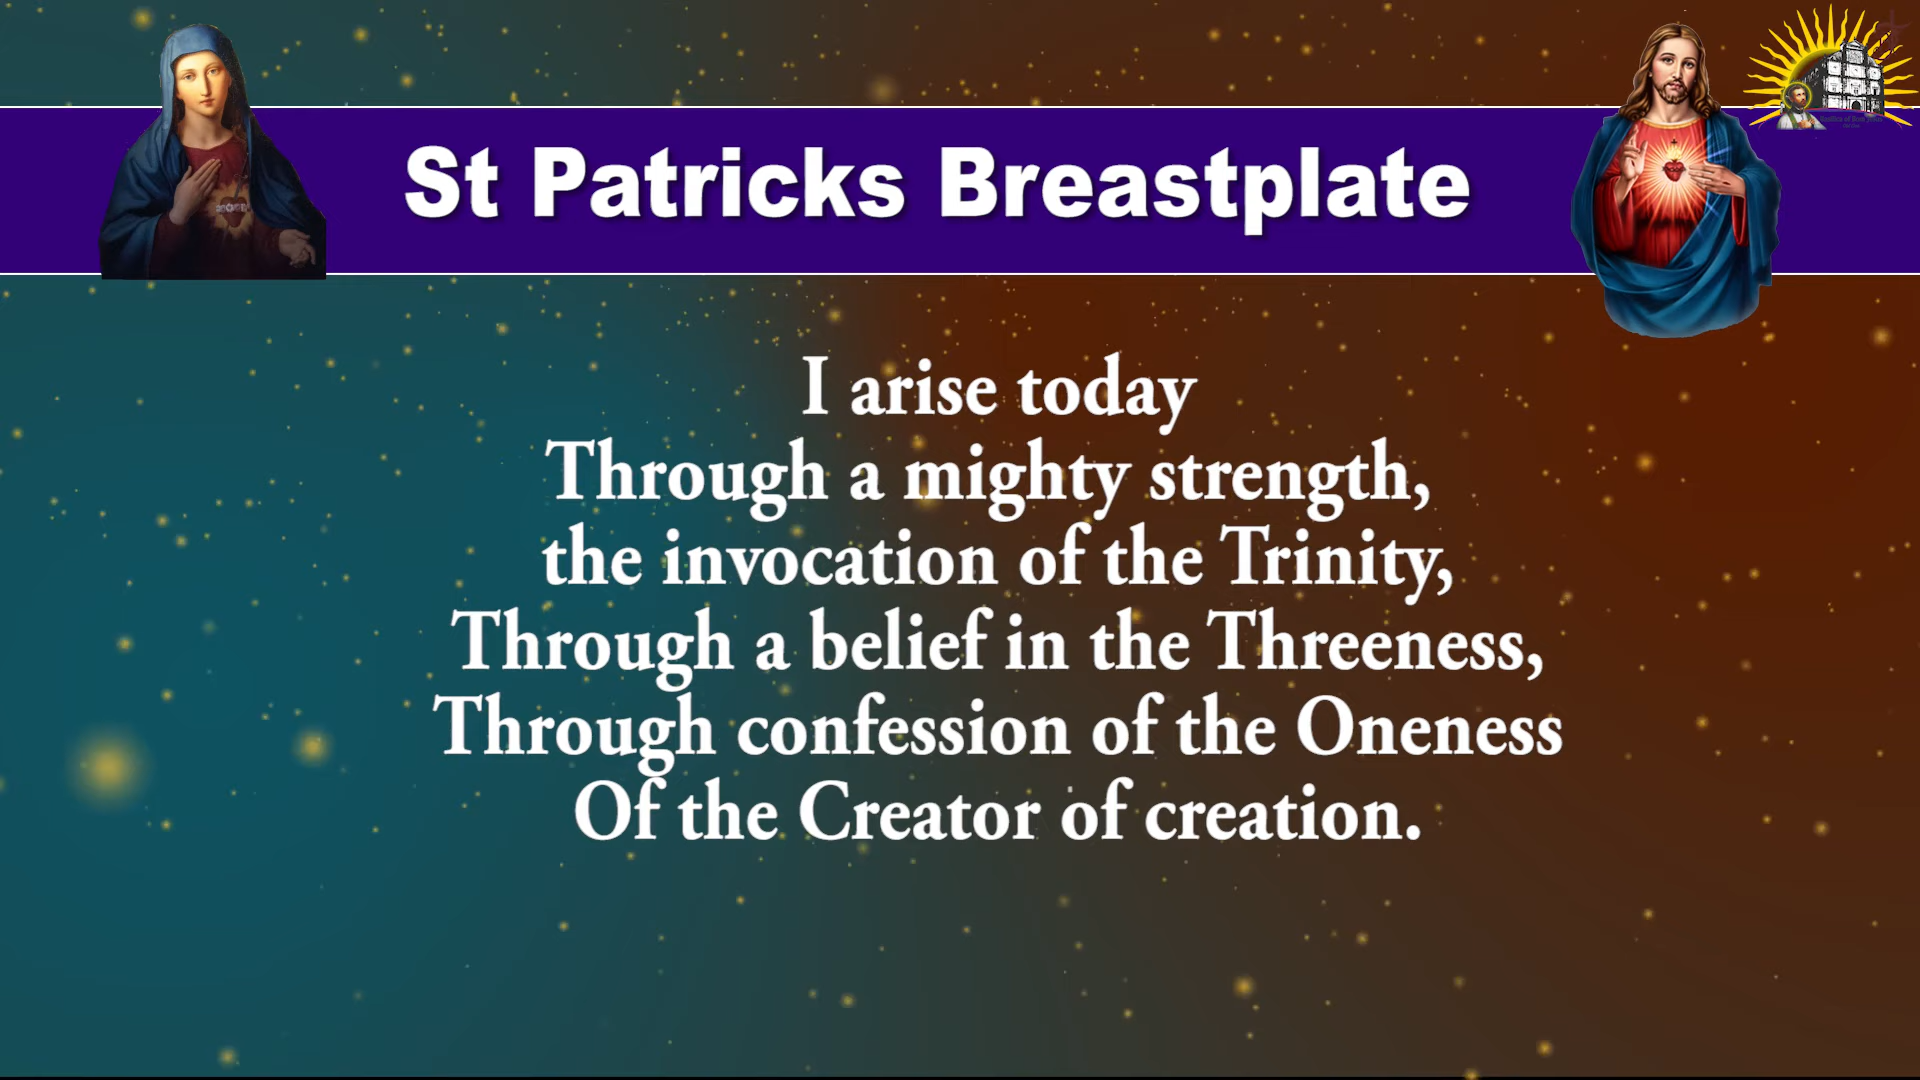 St Patricks Breastplate
I arise today
Through a mighty strength,
the invocation of the Trinity,
Through a belief in the Threeness,
Through confession of the Oneness
Of the Creator of creation.